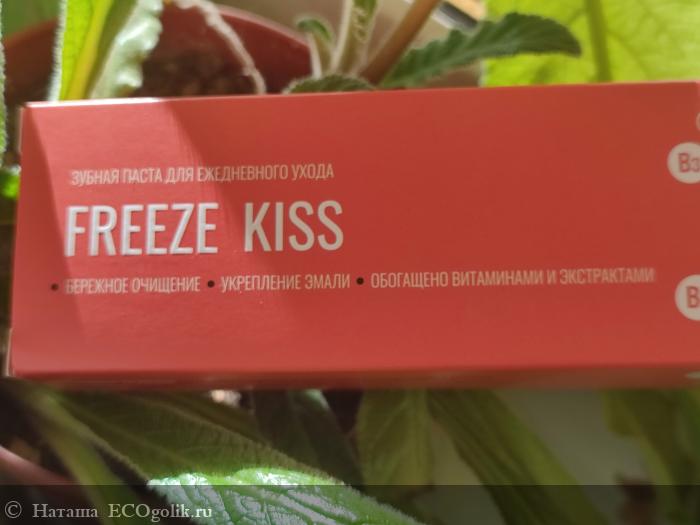 ЗУБНАЯ ПАСТА ДЛЯ ЕЖЕДНЕВНОГО УХОДА
FREEZE KISS
• БЕРЕЖНОЕ ОЧИЩЕНИЕ • УКРЕПЛЕНИЕ ЭМАЛИ • ОБОГАЩЕНО ВИТАМИНАМИ И ЭКСТРАКТАМИ
© Наташа ECOgolik.ru